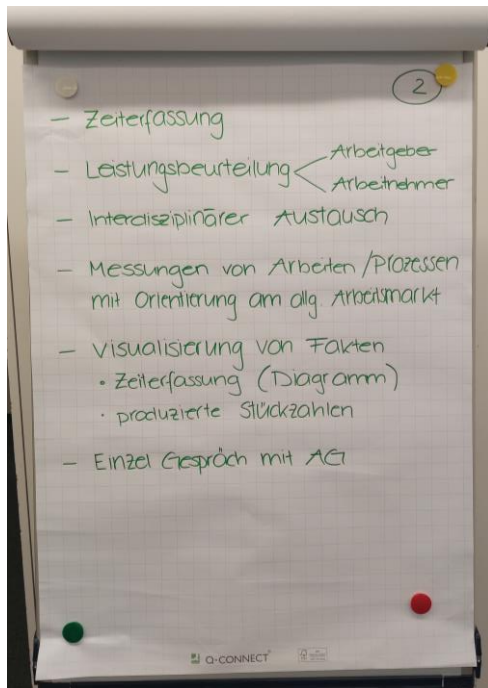 2
– Zeiterfassung
– Leistungsbeurteilung < Arbeitgeber
Arbeitnehmer
– Interdisziplinärer Austausch
– Messungen von Arbeiten/Prozessen
mit Orientierung am allg. Arbeitsmarkt
– Visualisierung von Fakten
• Zeiterfassung (Diagramm)
• produzierte Stückzahlen
– Einzel Gespräch mit AG
Q-CONNECT